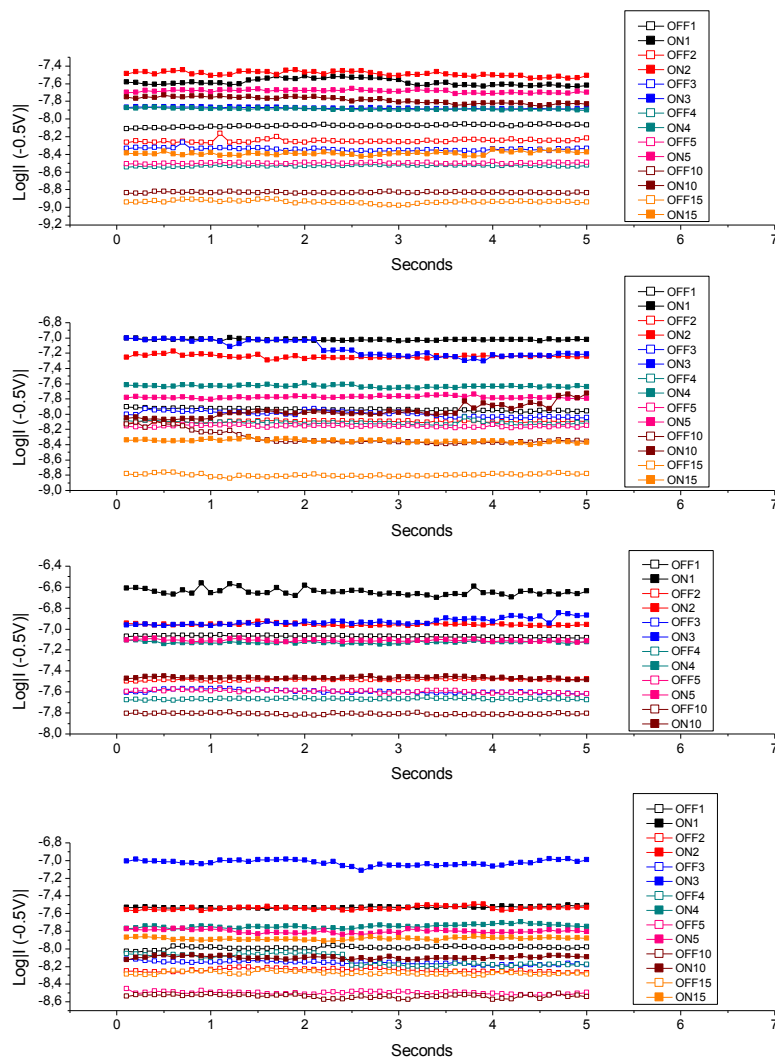 Log|I (-0.5V)|
-7,4
-7,6
-7,8
-8,0
-8,2
-8,4
-8,6
-8,8
-9,0
-9,2
0 1 2 3 4 5 6 7
Seconds
OFF1
ON1
OFF2
ON2
OFF3
ON3
OFF4
ON4
OFF5
ON5
OFF10
ON10
OFF15
ON15
Log|I (-0.5V)|
-6,8
-7,0
-7,2
-7,4
-7,6
-7,8
-8,0
-8,2
-8,4
-8,6
-8,8
-9,0
0 1 2 3 4 5 6 7
Seconds
OFF1
ON1
OFF2
ON2
OFF3
ON3
OFF4
ON4
OFF5
ON5
OFF10
ON10
OFF15
ON15
Log|I (-0.5V)|
-6,4
-6,6
-6,8
-7,0
-7,2
-7,4
-7,6
-7,8
-8,0
0 1 2 3 4 5 6 7
Seconds
OFF1
ON1
OFF2
ON2
OFF3
ON3
OFF4
ON4
OFF5
ON5
OFF10
ON10
Log|I (-0.5V)|
-6,8
-7,0
-7,2
-7,4
-7,6
-7,8
-8,0
-8,2
-8,4
-8,6
0 1 2 3 4 5 6 7
Seconds
OFF1
ON1
OFF2
ON2
OFF3
ON3
OFF4
ON4
OFF5
ON5
OFF10
ON10
OFF15
ON15